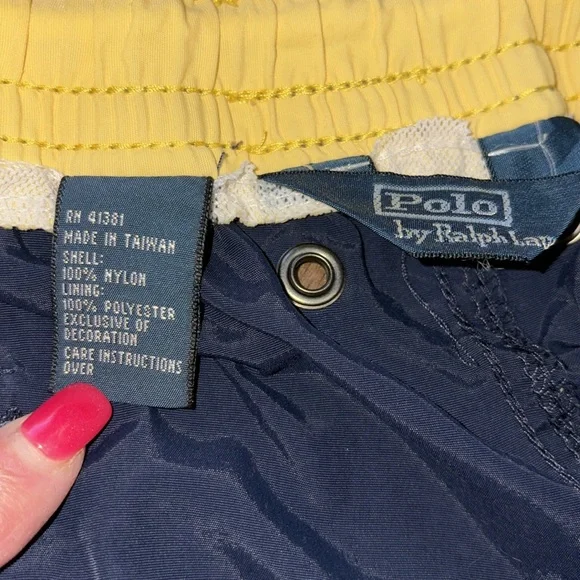 RN 41381
MADE IN TAIWAN
SHELL:
100% NYLON
LINING:
100% POLYESTER
EXCLUSIVE OF
DECORATION
CARE INSTRUCTIONS
OVER
Polo
by Ralph Lau